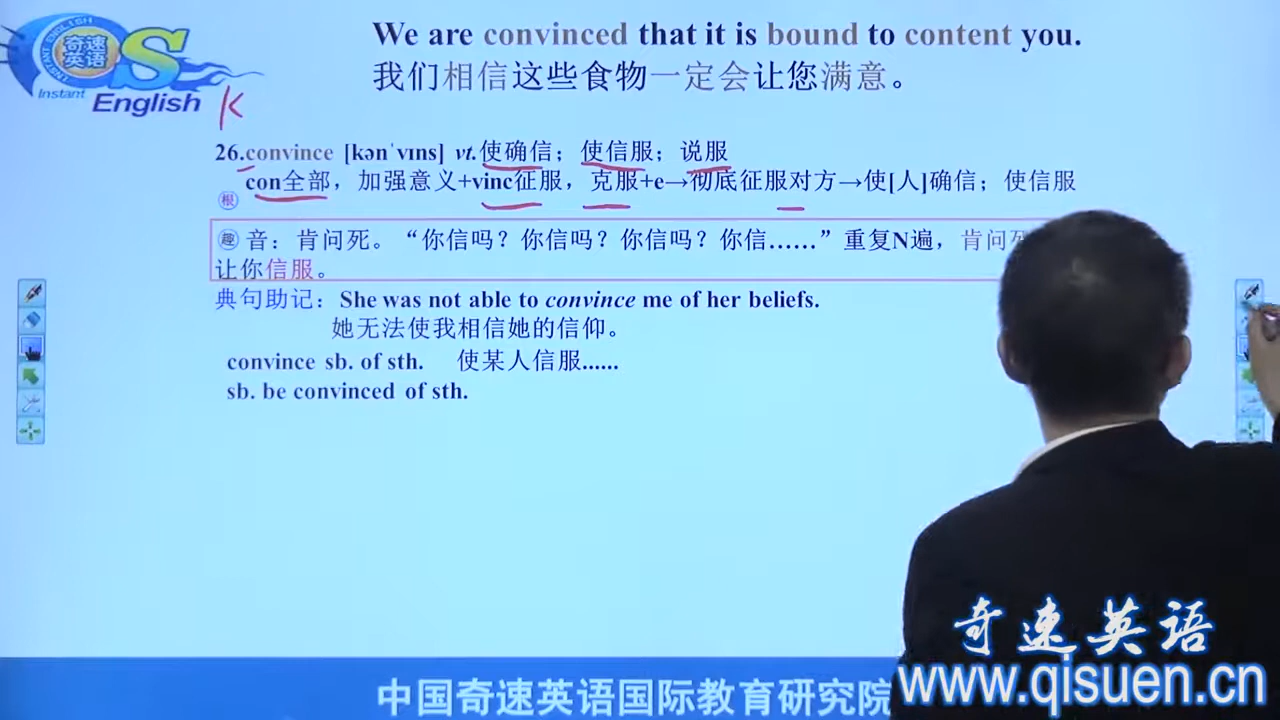 We are convinced that it is bound to content you.
我们相信这些食物一定会让您满意。
INSTANT ENGLISH
奇速
英语
QS
Instant
English
K
26.convince [kənˈvɪns] vt.使确信；使信服；说服
con全部，加强意义+vinc征服，克服+e→彻底征服对方→使[人]确信；使信服
根
趣 音：肯问死。“你信吗？你信吗？你信吗？你信……”重复N遍，肯问死
让你信服。
典句助记：She was not able to convince me of her beliefs.
她无法使我相信她的信仰。
convince sb. of sth. 使某人信服......
sb. be convinced of sth.
奇速英语
www.qisuen.cn
中国奇速英语国际教育研究院